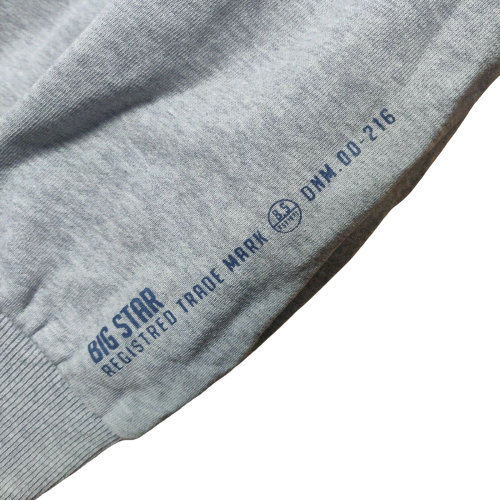 BIG STAR
REGISTRED TRADE MARK B.S DNM.00-216